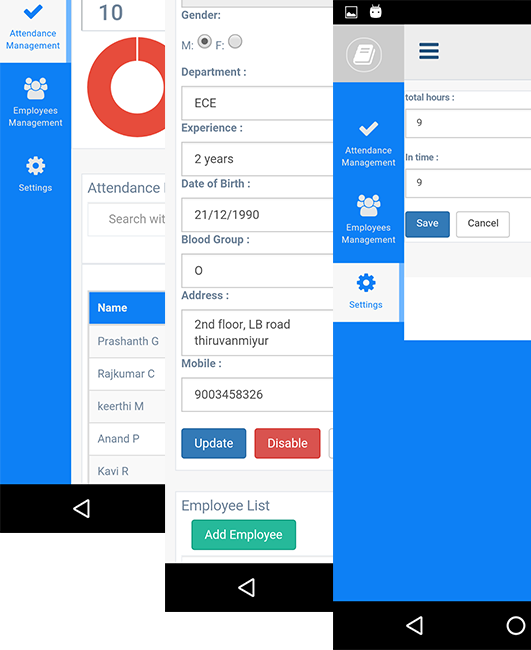 Attendance
Management
Employees
Management
Settings
10
Attendance
Search wit
Name
Prashanth G
Rajkumar C
keerthi M
Anand P
Kavi R
Gender:
M: F:
Department :
ECE
Experience :
2 years
Date of Birth :
21/12/1990
Blood Group :
O
Address :
2nd floor, LB road
thiruvanmiyur
Mobile :
9003458326
Update Disable
Employee List
Add Employee
total hours :
9
In time :
9
Save Cancel
Attendance
Management
Employees
Management
Settings